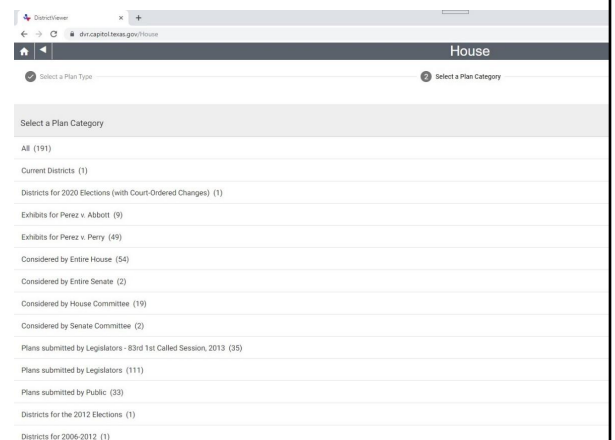 DistrictViewer
dvr.capitol.texas.gov/House
House
Select a Plan Type
2 Select a Plan Category
Select a Plan Category
All (191)
Current Districts (1)
Districts for 2020 Elections (with Court-Ordered Changes) (1)
Exhibits for Perez v. Abbott (9)
Exhibits for Perez v. Perry (49)
Considered by Entire House (54)
Considered by Entire Senate (2)
Considered by House Committee (19)
Considered by Senate Committee (2)
Plans submitted by Legislators - 83rd 1st Called Session, 2013 (35)
Plans submitted by Legislators (111)
Plans submitted by Public (33)
Districts for the 2012 Elections (1)
Districts for 2006-2012 (1)